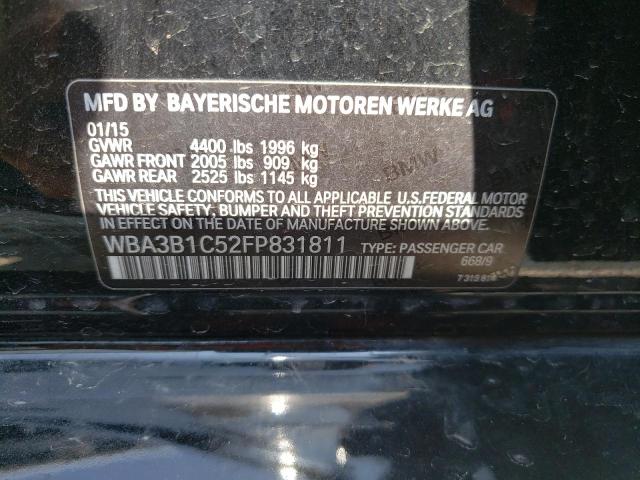 MFD BY BAYERISCHE MOTOREN WERKE AG
01/15
GVWR 4400 lbs 1996 kg
GAWR FRONT 2005 lbs 909 kg
GAWR REAR 2525 lbs 1145 kg
THIS VEHICLE CONFORMS TO ALL APPLICABLE U.S. FEDERAL MOTOR
VEHICLE SAFETY, BUMPER AND THEFT PREVENTION STANDARDS
IN EFFECT ON THE DATE OF MANUFACTURE SHOWN ABOVE
WBA3B1C52FP831811 TYPE: PASSENGER CAR
668/9
BMW